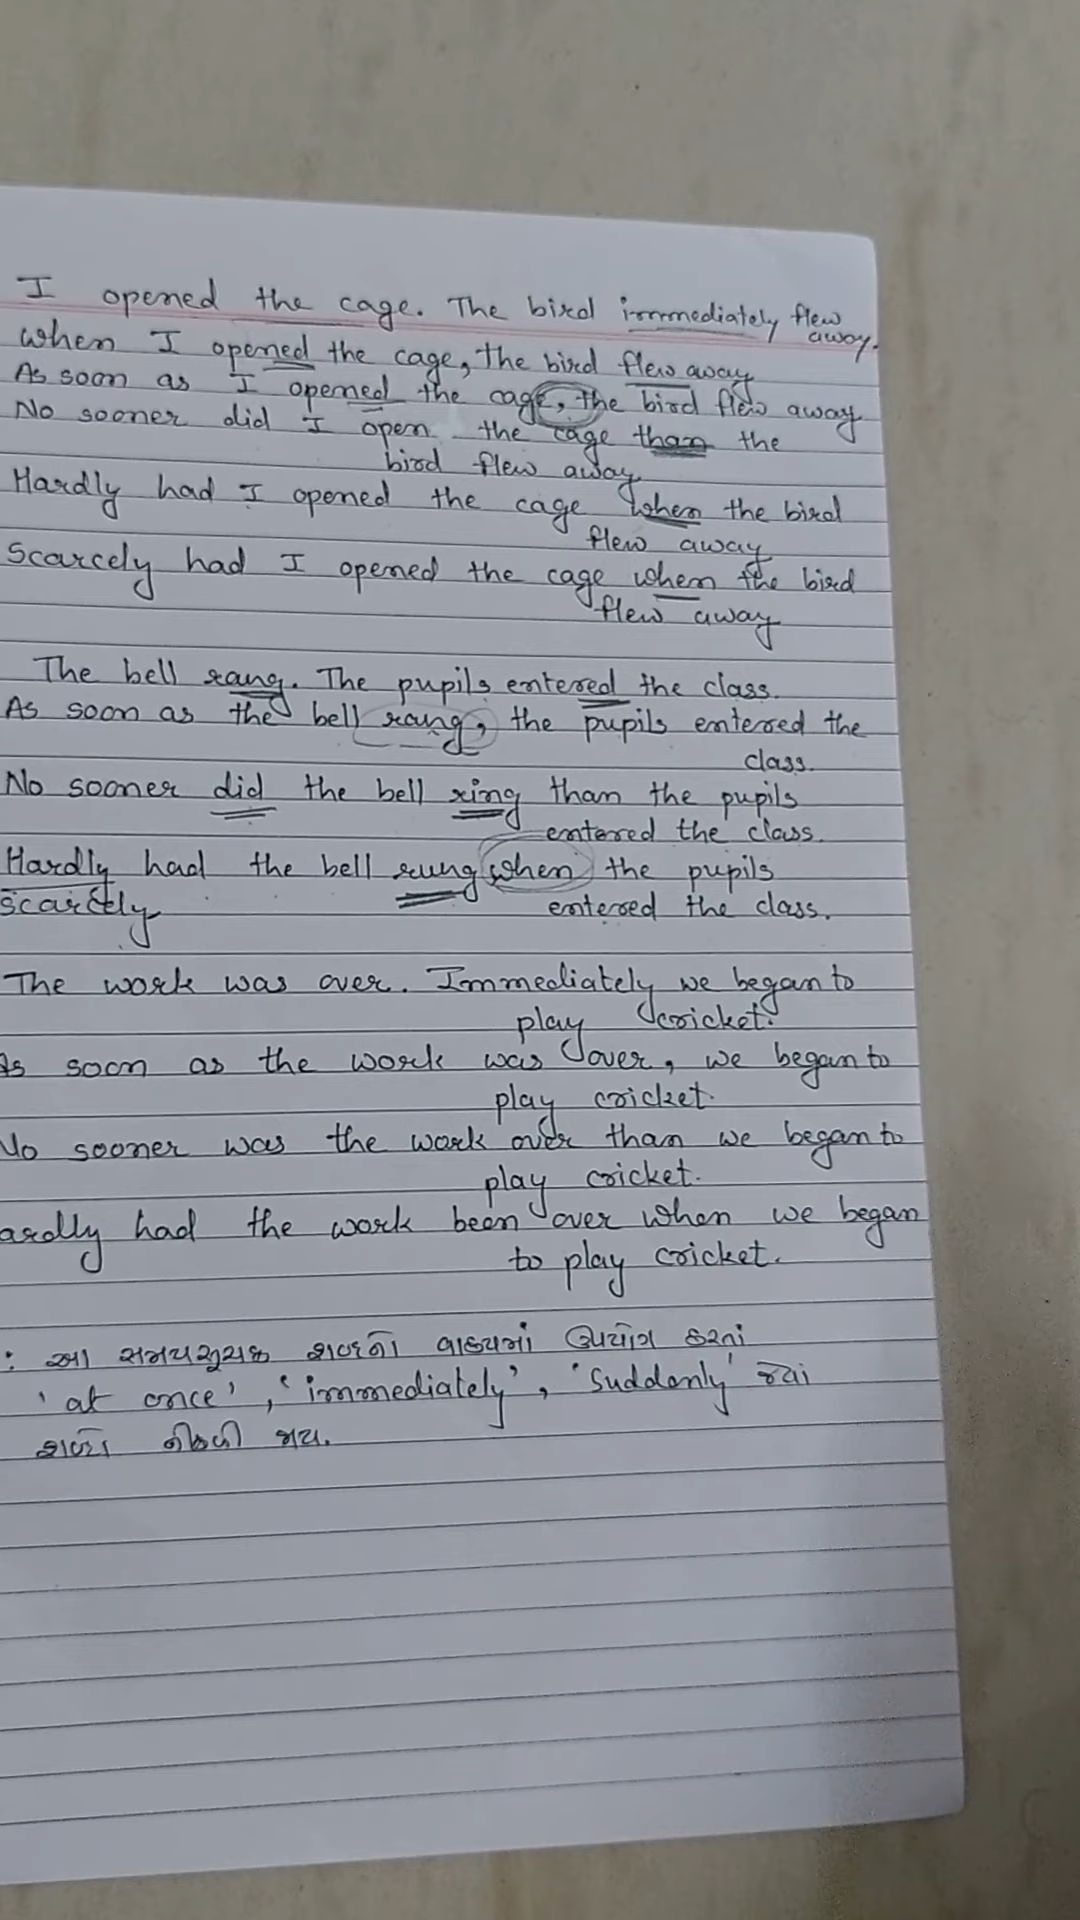 I opened the cage. The bird immediately flew
away.
when I opened the cage, the bird flew away
As soon as I opened the cage, the bird flew away
No sooner did I open the cage than the
bird flew away
Hardly had I opened the cage when the bird
flew away
Scarcely had I opened the cage when the bird
flew away
The bell rang. The pupils entered the class.
As soon as the bell rang, the pupils entered the
class.
No sooner did the bell ring than the pupils
entered the class.
Hardly had the bell rung when the pupils
scarcely entered the class.
The work was over. Immediately we began to
play cricket.
As soon as the work was over, we began to
play cricket.
No sooner was the work over than we began to
play cricket.
ardly had the work been over when we began
to play cricket.
: આ સમયસુચક શબ્દનો વાક્યમાં ઉપયોગ કરતાં
'at once', 'immediately', 'Suddenly' જેવાં
શબ્દો નીકળી જાય.